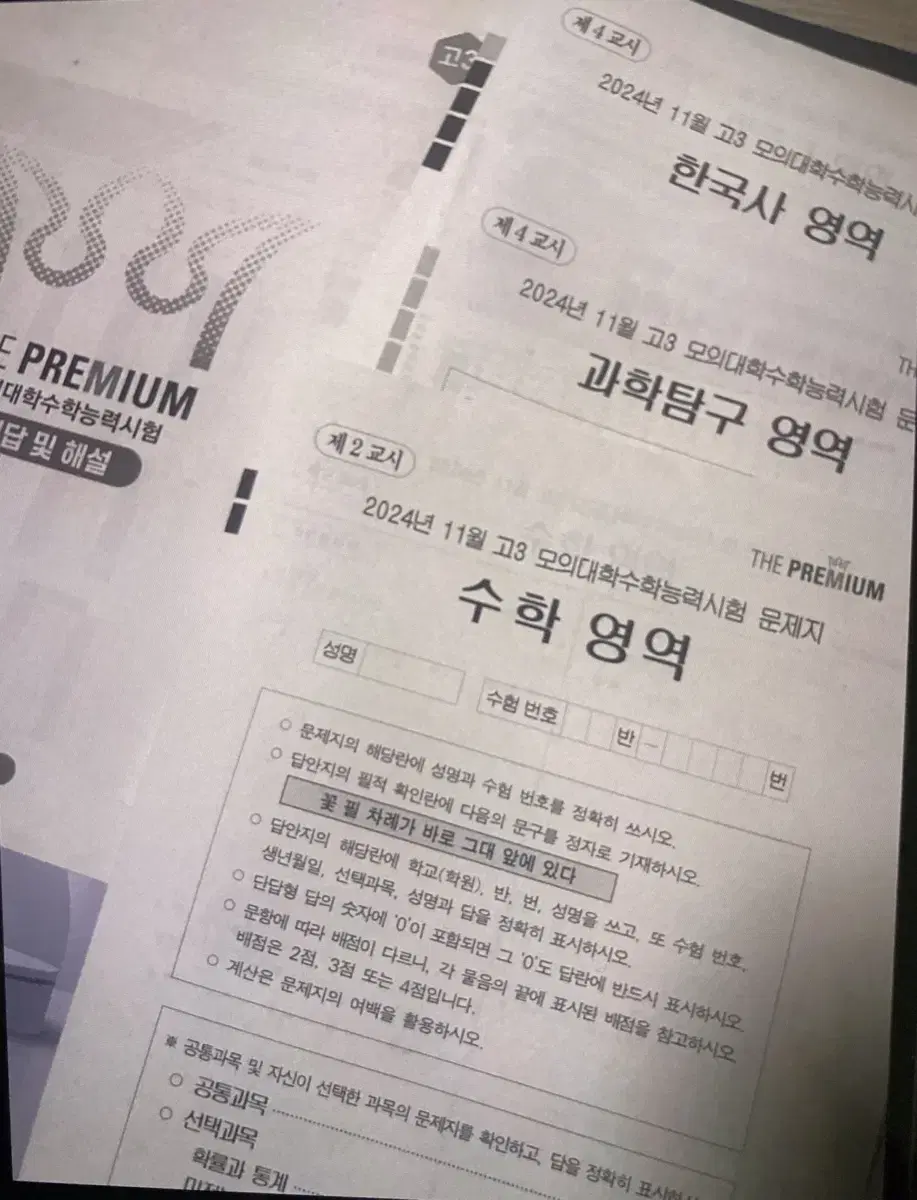 고3
PREMIUM
대학수학능력시험
답 및 해설
제4교시
2024년 11월 고3 모의대학수학능력시
한국사 영역
제4교시
2024년 11월 고3 모의대학수학능력시험 문
과학탐구 영역
제2교시
2024년 11월 고3 모의대학수학능력시험 문제지
THE PREMIUM
수학 영역
성명
수험 번호
반 - 번
○ 문제지의 해당란에 성명과 수험 번호를 정확히 쓰시오.
○ 답안지의 필적 확인란에 다음의 문구를 정자로 기재하시오.
꽃 필 차례가 바로 그대 앞에 있다
○ 답안지의 해당란에 학교(학원), 반, 번, 성명을 쓰고, 또 수험 번호,
생년월일, 선택과목, 성명과 답을 정확히 표시하시오.
○ 단답형 답의 숫자에 '0'이 포함되면 그 '0'도 답란에 반드시 표시하시오.
○ 문항에 따라 배점이 다르니, 각 물음의 끝에 표시된 배점을 참고하시오.
배점은 2점, 3점 또는 4점입니다.
○ 계산은 문제지의 여백을 활용하시오.
※ 공통과목 및 자신이 선택한 과목의 문제지를 확인하고, 답을 정확히 표시하시
○ 공통과목
○ 선택과목
확률과 통계